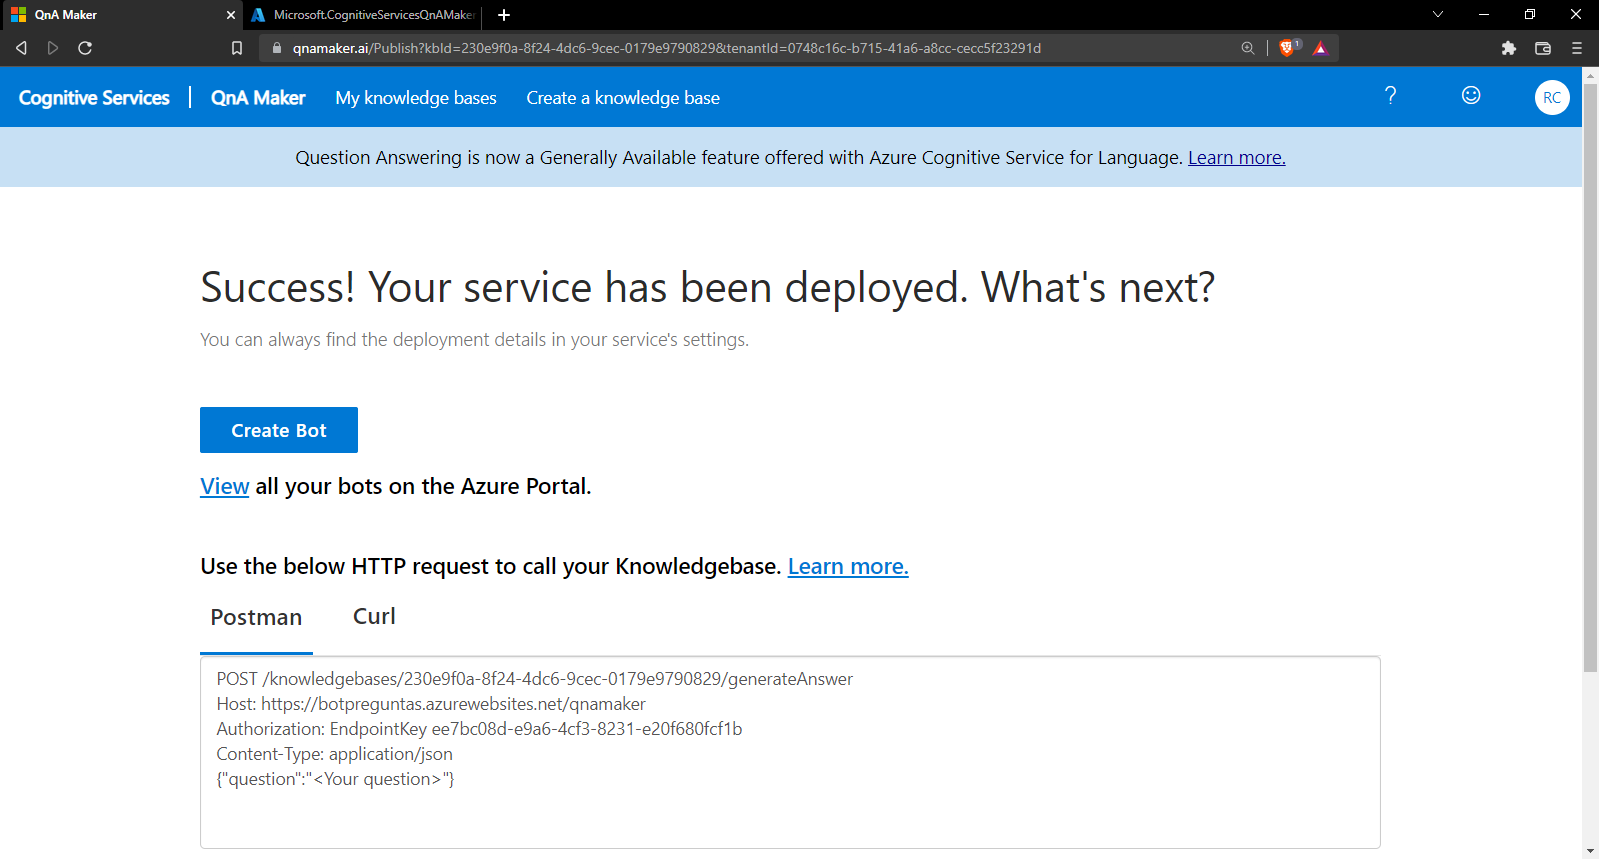 QnA Maker
Microsoft.CognitiveServicesQnAMake
qnamaker.ai/Publish?kbId=230e9f0a-8f24-4dc6-9cec-0179e9790829&tenantId=0748c16c-b715-41a6-a8cc-cecc5f23291d
1
Cognitive Services | QnA Maker My knowledge bases Create a knowledge base ? RC
Question Answering is now a Generally Available feature offered with Azure Cognitive Service for Language. Learn more.
Success! Your service has been deployed. What's next?
You can always find the deployment details in your service's settings.
Create Bot
View all your bots on the Azure Portal.
Use the below HTTP request to call your Knowledgebase. Learn more.
Postman Curl
POST /knowledgebases/230e9f0a-8f24-4dc6-9cec-0179e9790829/generateAnswer
Host: https://botpreguntas.azurewebsites.net/qnamaker
Authorization: EndpointKey ee7bc08d-e9a6-4cf3-8231-e20f680fcf1b
Content-Type: application/json
{"question":"<Your question>"}